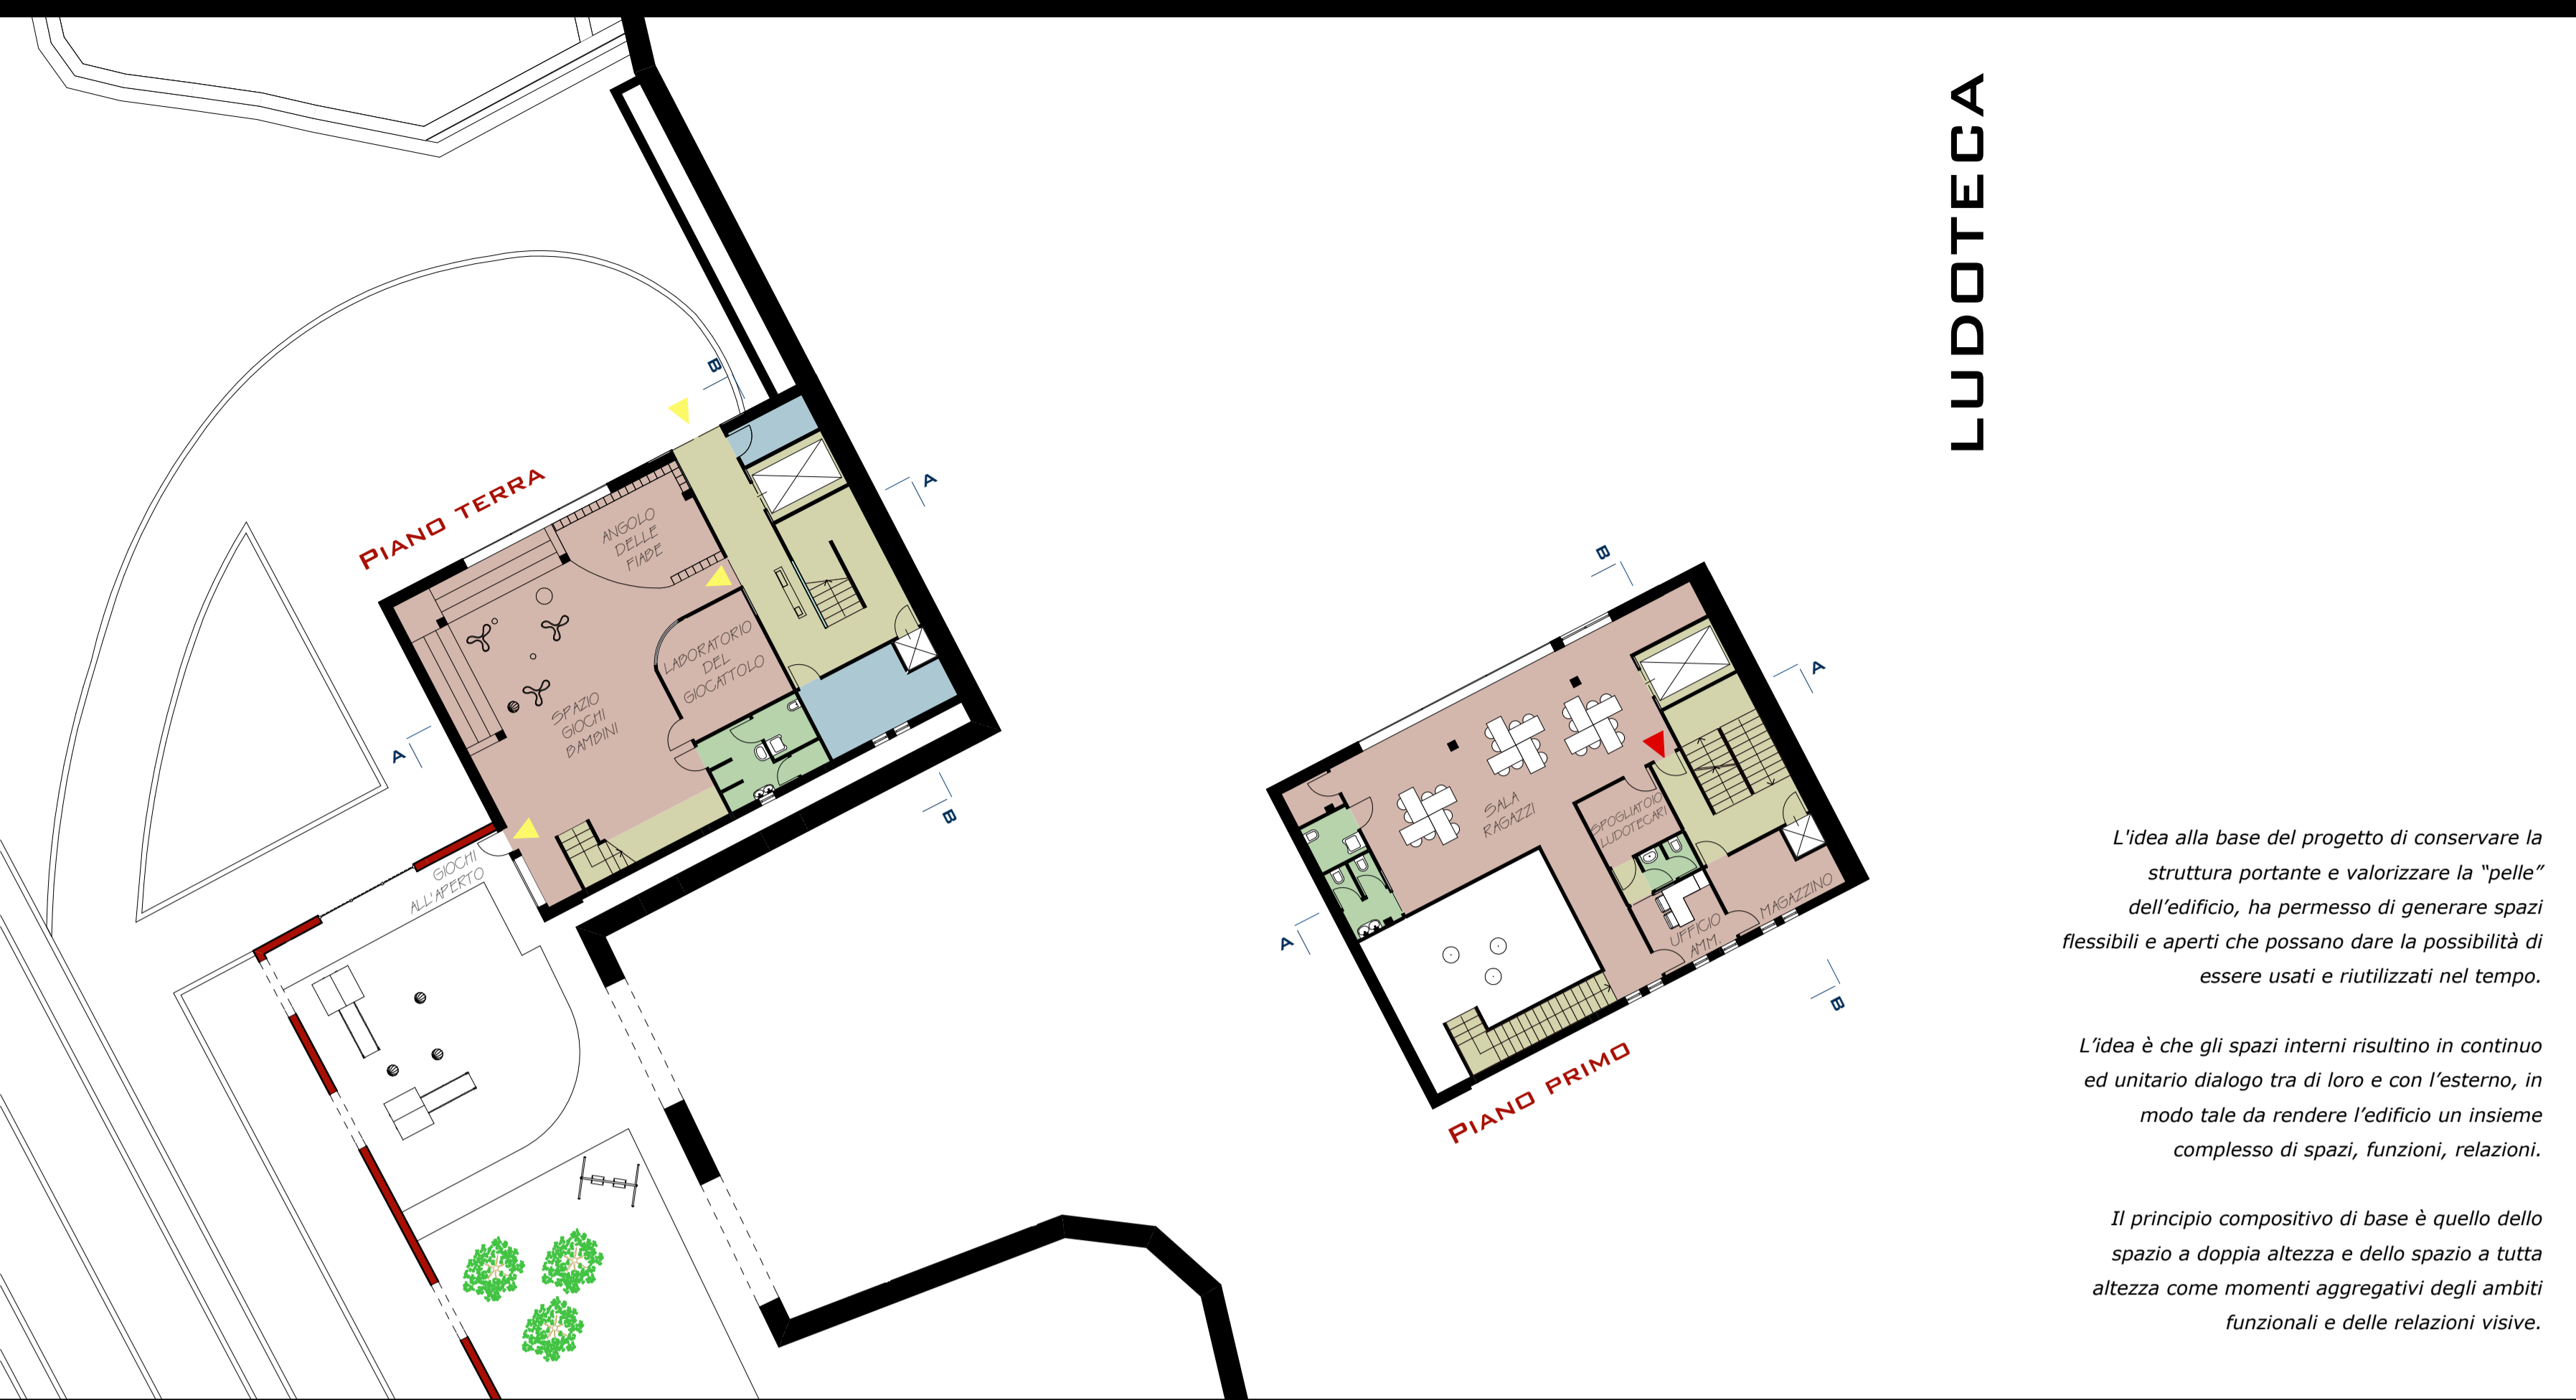 LUDOTECA
B
A
PIANO TERRA
ANGOLO
DELLE
FIABE
LABORATORIO
DEL
GIOCATTOLO
SPAZIO
GIOCHI
BAMBINI
A
B
GIOCHI
ALL'APERTO
B
A
SALA
RAGAZZI
SPOGLIATOIO
LUDOTECARI
MAGAZZINO
UFFICIO
AMM.
A
B
PIANO PRIMO
L'idea alla base del progetto di conservare la
struttura portante e valorizzare la “pelle”
dell’edificio, ha permesso di generare spazi
flessibili e aperti che possano dare la possibilità di
essere usati e riutilizzati nel tempo.
L’idea è che gli spazi interni risultino in continuo
ed unitario dialogo tra di loro e con l’esterno, in
modo tale da rendere l’edificio un insieme
complesso di spazi, funzioni, relazioni.
Il principio compositivo di base è quello dello
spazio a doppia altezza e dello spazio a tutta
altezza come momenti aggregativi degli ambiti
funzionali e delle relazioni visive.